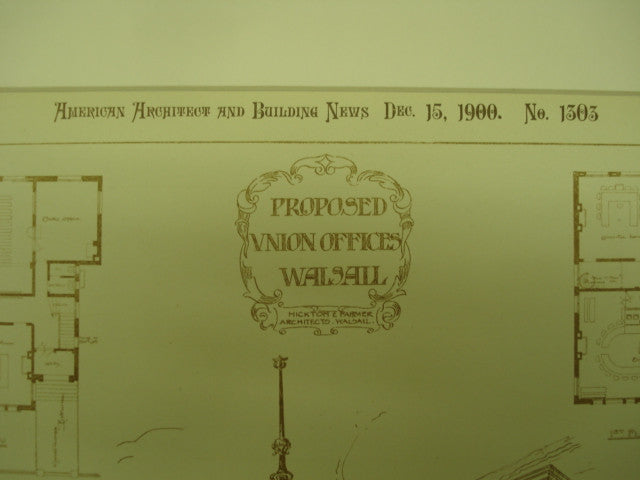 AMERICAN ARCHITECT AND BUILDING NEWS DEC. 15, 1900. No. 1303
PROPOSED
VNION OFFICES
WALSALL
HICKTON & FARMER
ARCHITECTS. WALSALL.